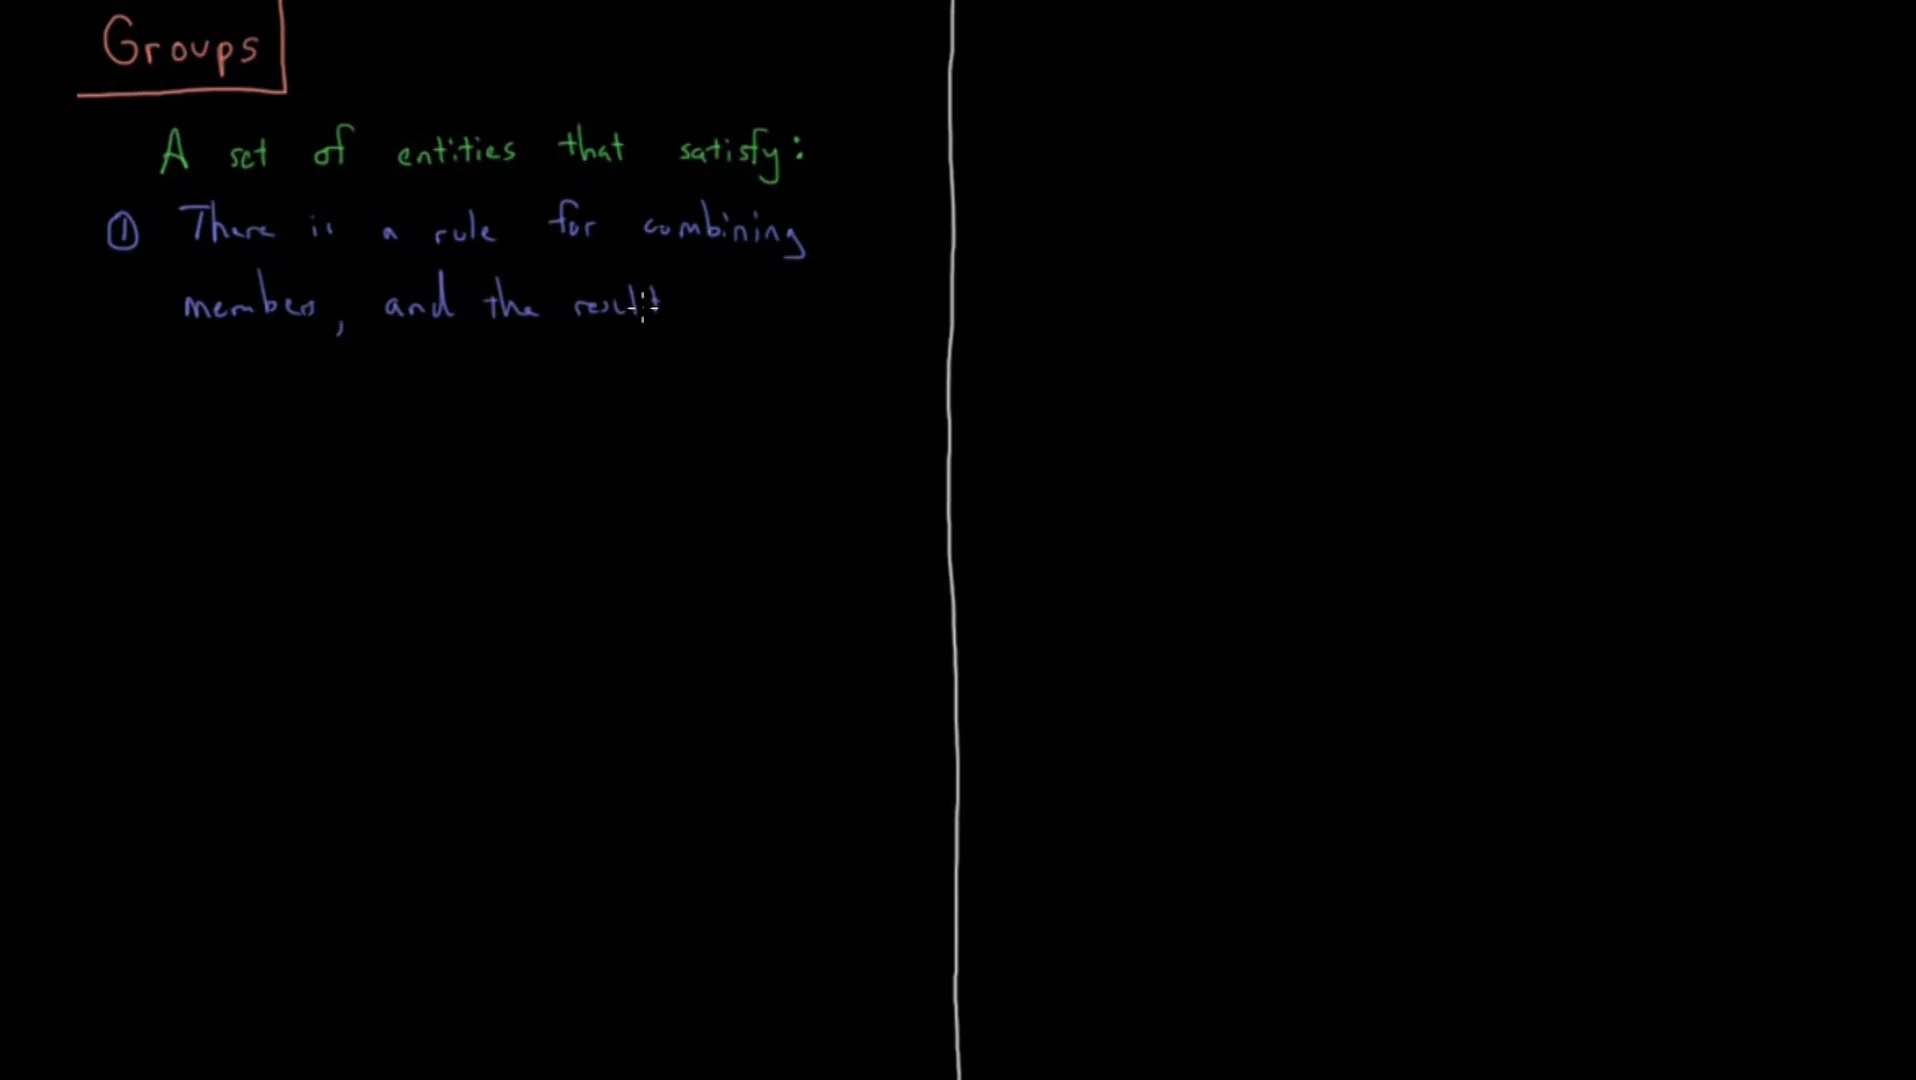 Groups
A set of entities that satisfy:
① There is a rule for combining
members, and the result